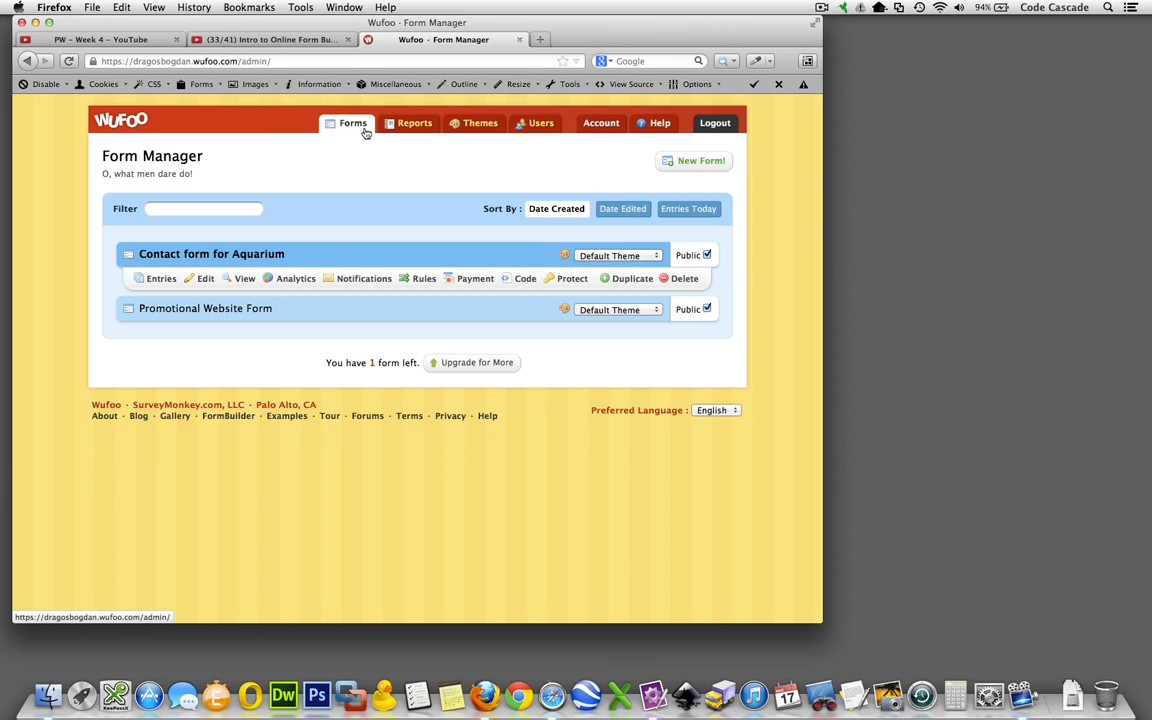 Firefox File Edit View History Bookmarks Tools Window Help 94% Code Cascade
Wufoo · Form Manager
PW – Week 4 – YouTube (33/41) Intro to Online Form Bu... Wufoo · Form Manager
https://dragosbogdan.wufoo.com/admin/ Google
Disable Cookies CSS Forms Images Information Miscellaneous Outline Resize Tools View Source Options
WUFOO Forms Reports Themes Users Account Help Logout
Form Manager
New Form!
O, what men dare do!
Filter Sort By : Date Created Date Edited Entries Today
Contact form for Aquarium Default Theme Public
Entries Edit View Analytics Notifications Rules Payment Code Protect Duplicate Delete
Promotional Website Form Default Theme Public
You have 1 form left. Upgrade for More
Wufoo · SurveyMonkey.com, LLC · Palo Alto, CA
About · Blog · Gallery · FormBuilder · Examples · Tour · Forums · Terms · Privacy · Help
Preferred Language : English
https://dragosbogdan.wufoo.com/admin/
KeePassX Dw Ps 17